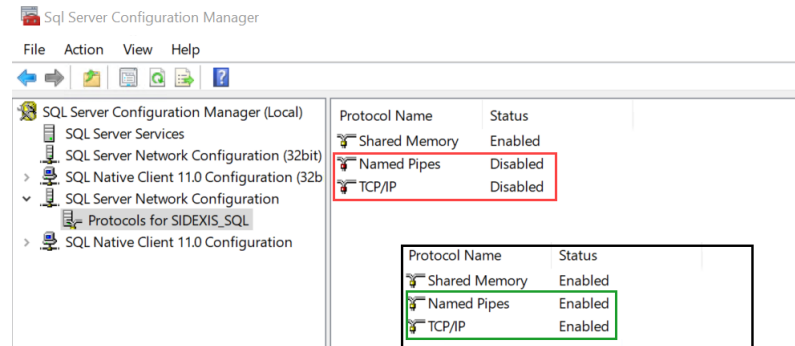 Sql Server Configuration Manager
File Action View Help
SQL Server Configuration Manager (Local)
SQL Server Services
SQL Server Network Configuration (32bit)
SQL Native Client 11.0 Configuration (32b
SQL Server Network Configuration
Protocols for SIDEXIS_SQL
SQL Native Client 11.0 Configuration
Protocol Name Status
Shared Memory Enabled
Named Pipes Disabled
TCP/IP Disabled
Protocol Name Status
Shared Memory Enabled
Named Pipes Enabled
TCP/IP Enabled